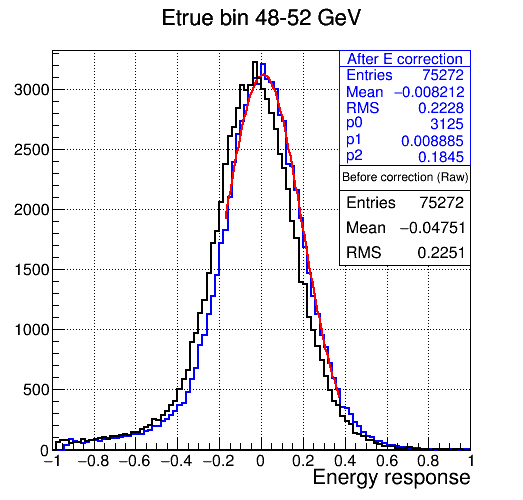 Etrue bin 48-52 GeV
After E correction
Entries 75272
Mean −0.008212
RMS 0.2228
p0 3125
p1 0.008885
p2 0.1845
Before correction (Raw)
Entries 75272
Mean −0.04751
RMS 0.2251
3000
2500
2000
1500
1000
500
0
−1 −0.8 −0.6 −0.4 −0.2 0 0.2 0.4 0.6 0.8 1
Energy response